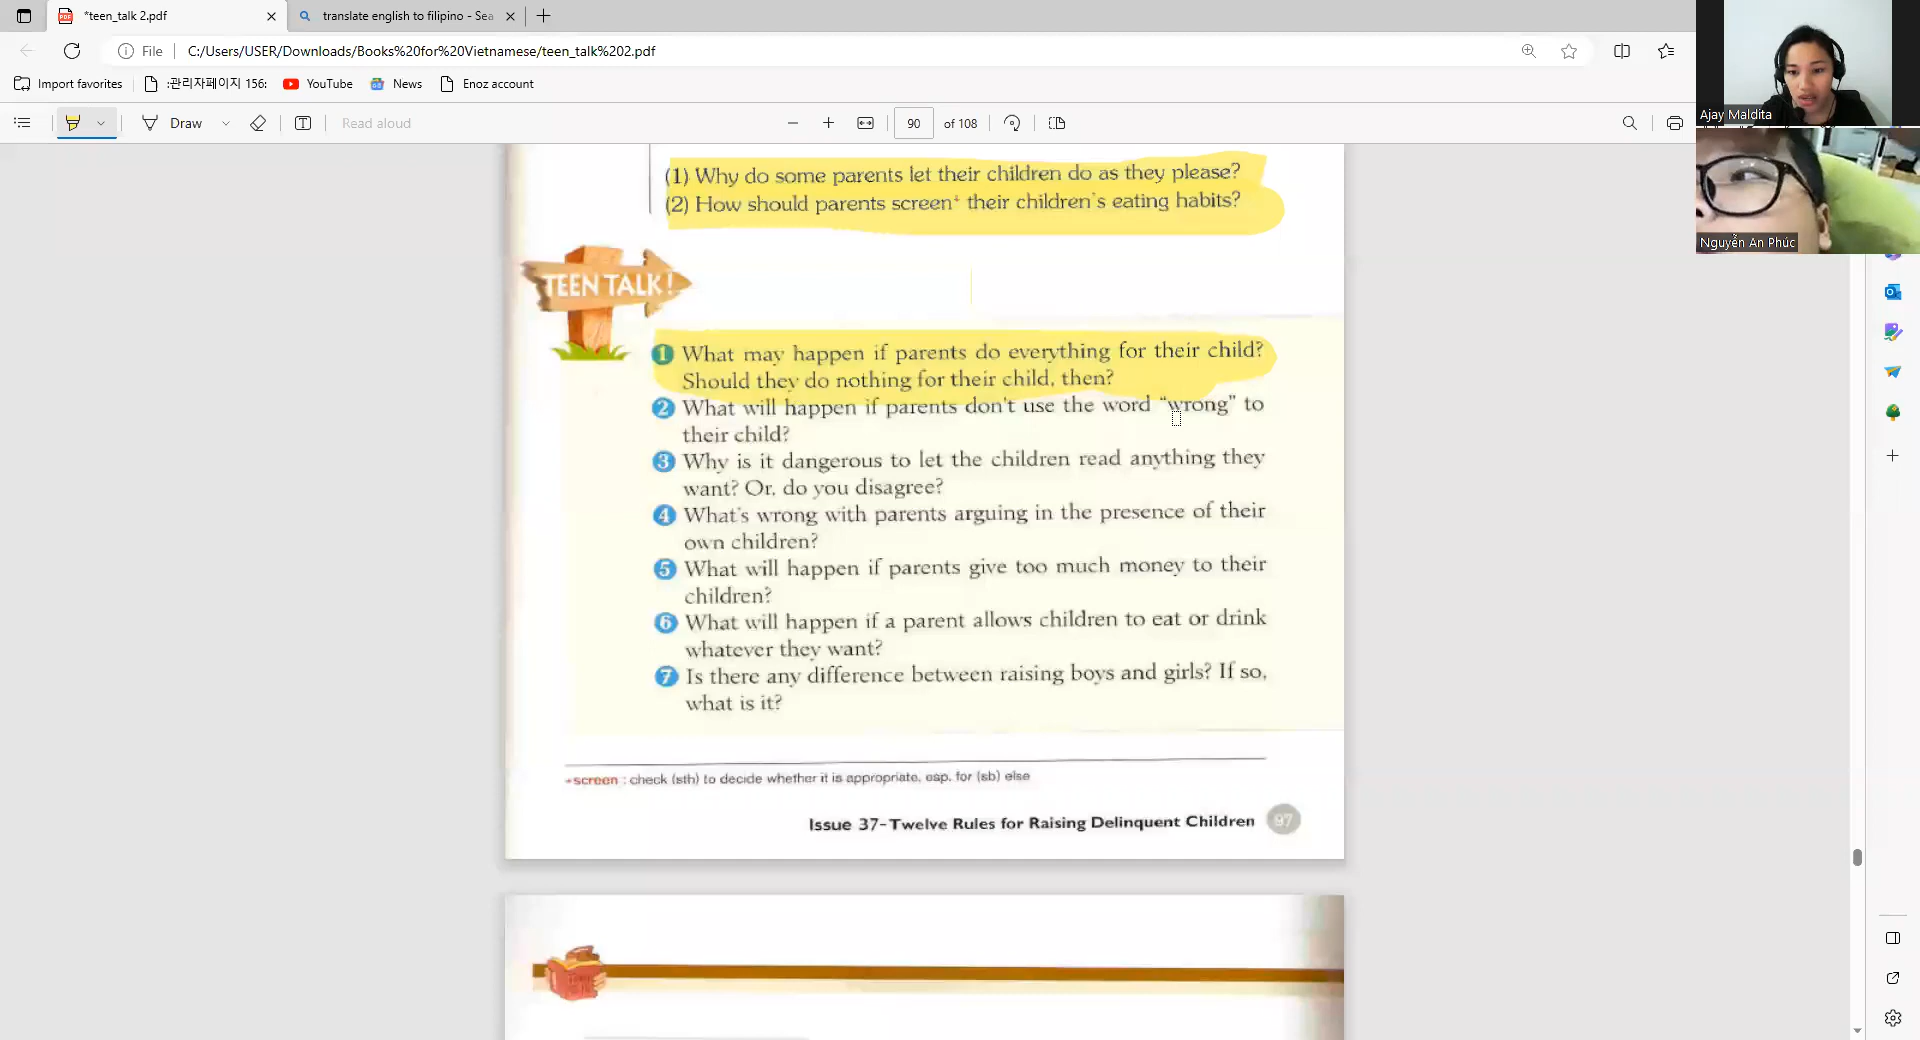 *teen_talk 2.pdf
translate english to filipino - Sea
File
C:/Users/USER/Downloads/Books%20for%20Vietnamese/teen_talk%202.pdf
Import favorites
:관리자페이지 156:
YouTube
News
Enoz account
Draw
Read aloud
90
of 108
Ajay Maldita
Nguyễn An Phúc
(1) Why do some parents let their children do as they please?
(2) How should parents screen* their children's eating habits?
TEEN TALK!
1 What may happen if parents do everything for their child?
Should they do nothing for their child, then?
2 What will happen if parents don't use the word "wrong" to
their child?
3 Why is it dangerous to let the children read anything they
want? Or, do you disagree?
4 What's wrong with parents arguing in the presence of their
own children?
5 What will happen if parents give too much money to their
children?
6 What will happen if a parent allows children to eat or drink
whatever they want?
7 Is there any difference between raising boys and girls? If so,
what is it?
*screen : check (sth) to decide whether it is appropriate, esp. for (sb) else
Issue 37-Twelve Rules for Raising Delinquent Children 97